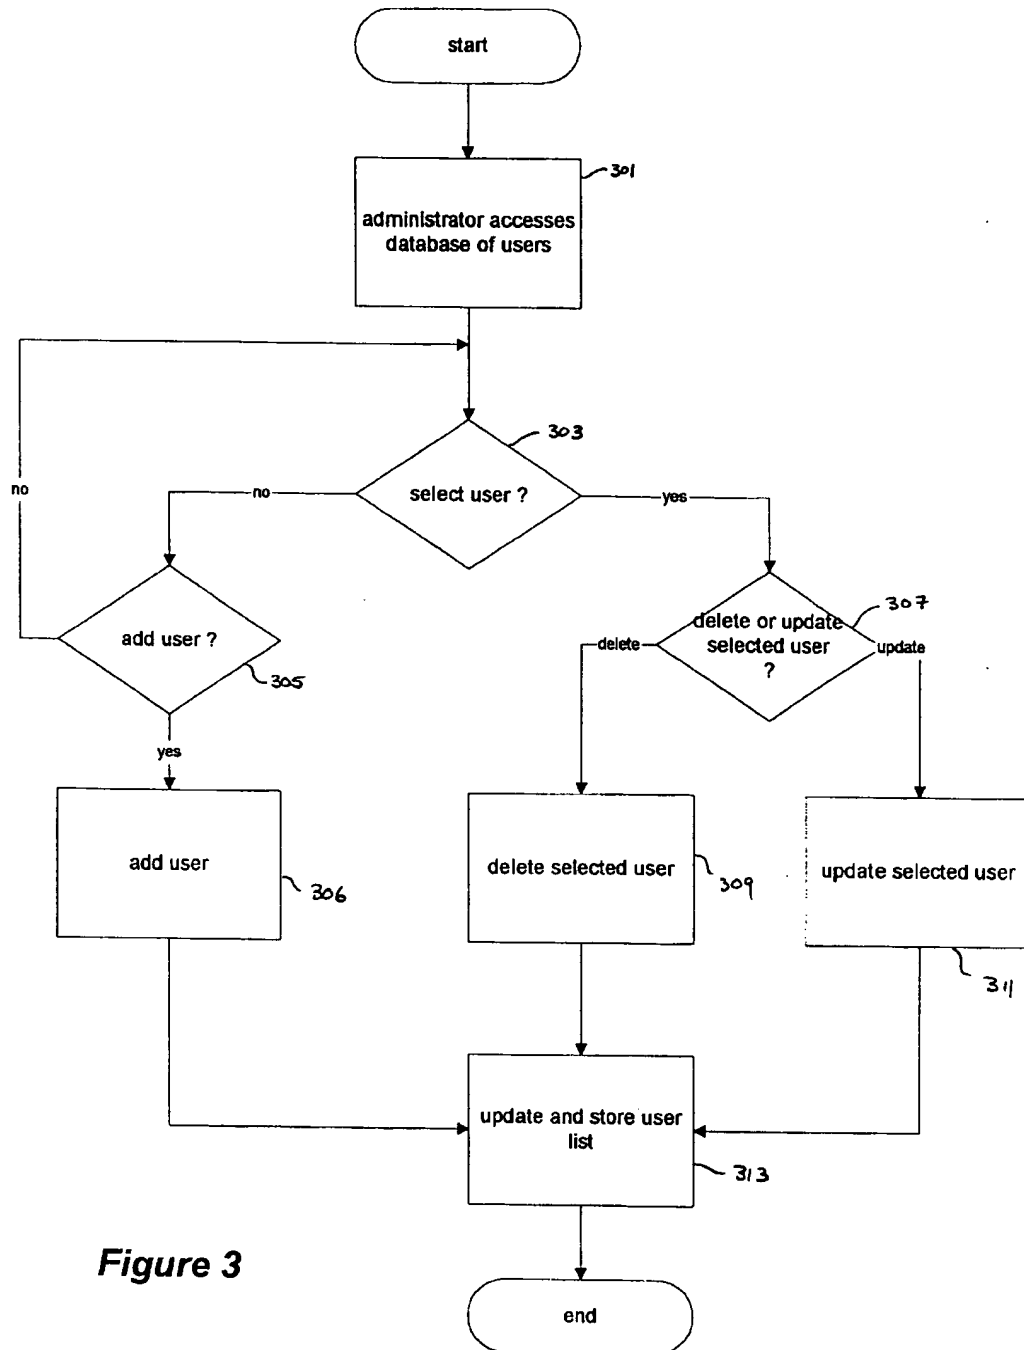 start
301
administrator accesses
database of users
303
select user ?
no
no
yes
307
delete or update
selected user
?
delete
update
add user ?
305
yes
add user
306
delete selected user
309
update selected user
311
update and store user
list
313
Figure 3
end